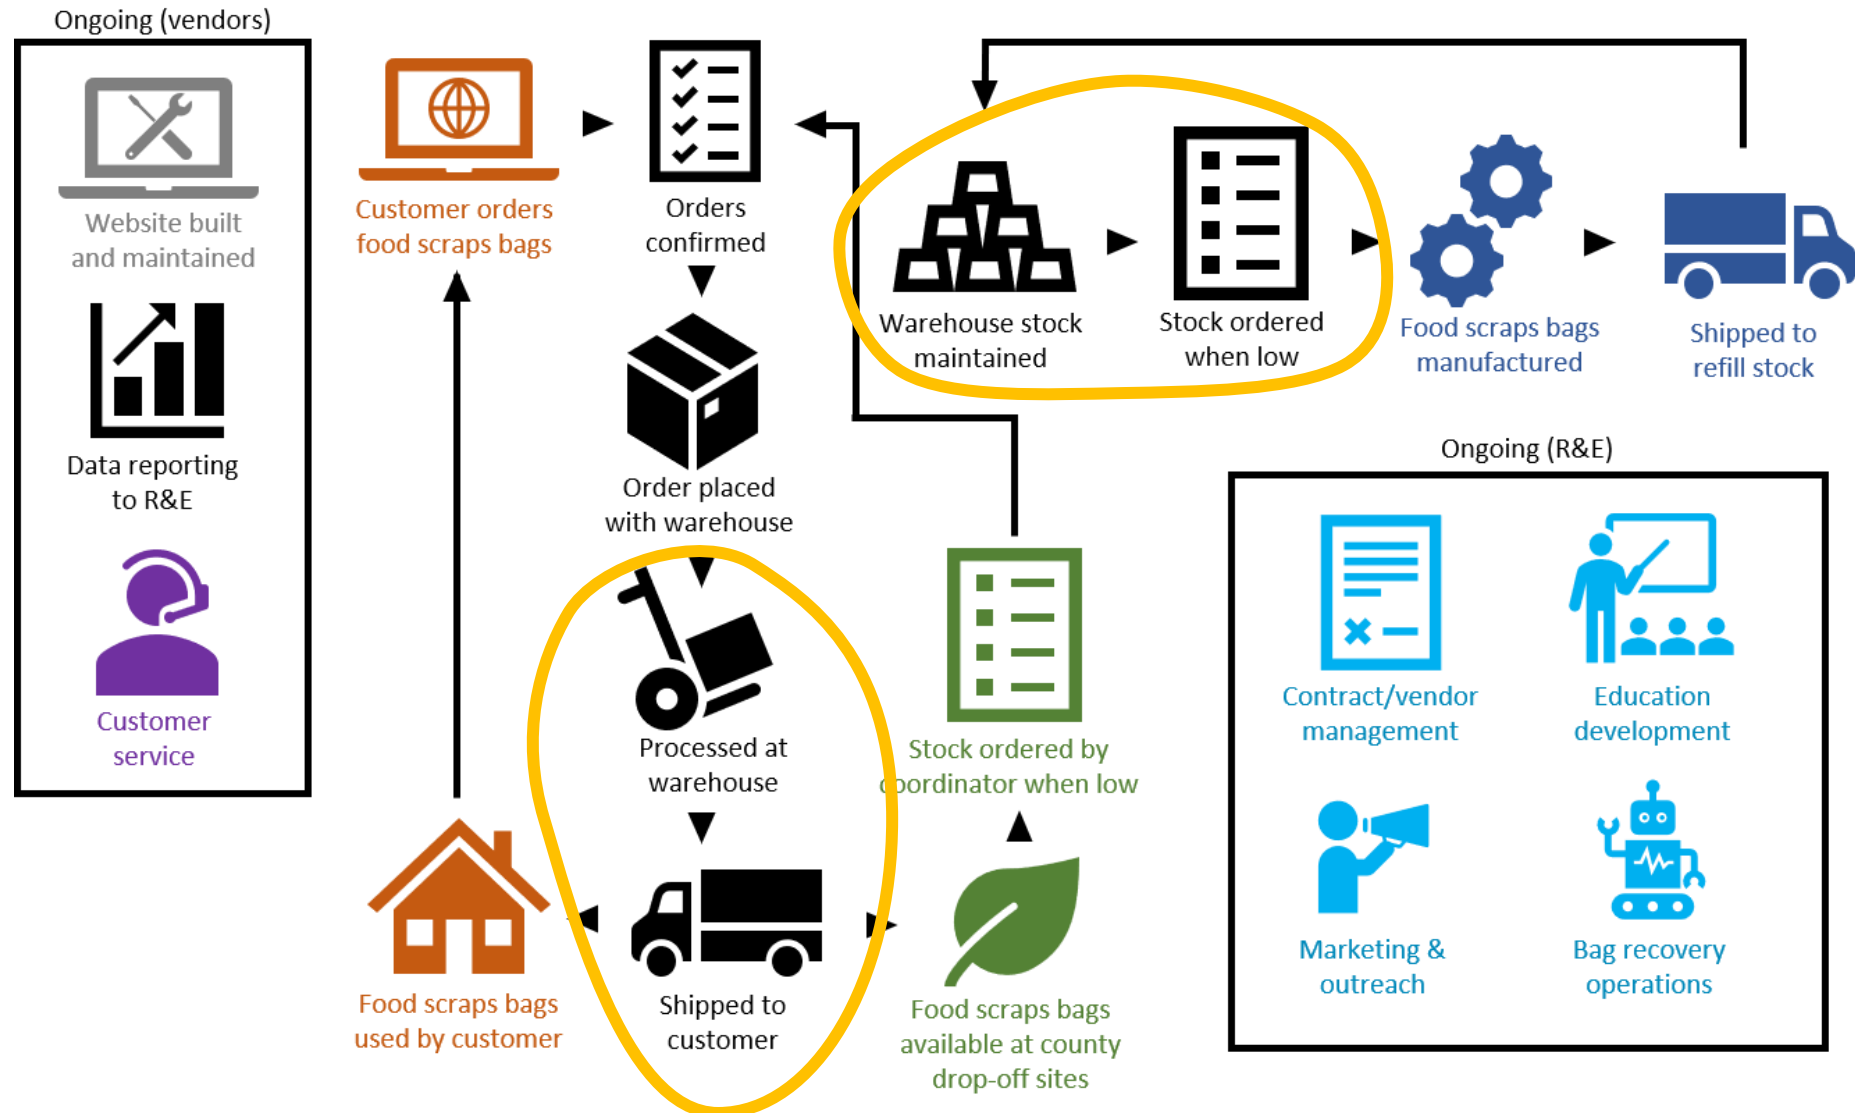 Ongoing (vendors)
Website built
and maintained
Data reporting
to R&E
Customer
service
Customer orders
food scraps bags
Orders
confirmed
Order placed
with warehouse
Processed at
warehouse
Shipped to
customer
Food scraps bags
used by customer
Food scraps bags
available at county
drop-off sites
Stock ordered by
coordinator when low
Warehouse stock
maintained
Stock ordered
when low
Food scraps bags
manufactured
Shipped to
refill stock
Ongoing (R&E)
Contract/vendor
management
Education
development
Marketing &
outreach
Bag recovery
operations